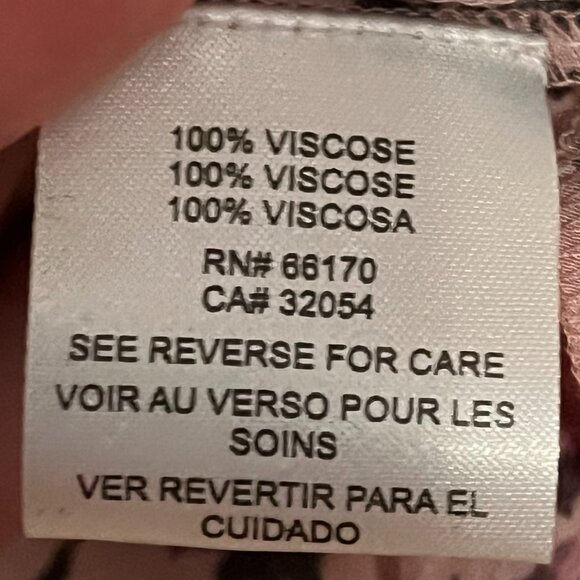 100% VISCOSE
100% VISCOSE
100% VISCOSA
RN# 66170
CA# 32054
SEE REVERSE FOR CARE
VOIR AU VERSO POUR LES
SOINS
VER REVERTIR PARA EL
CUIDADO